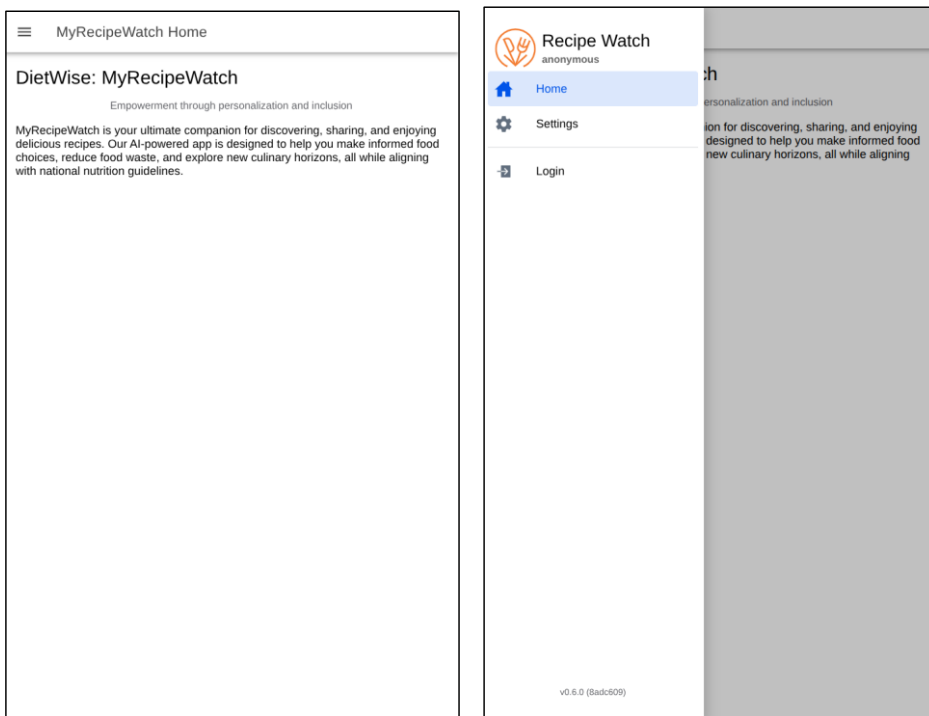 MyRecipeWatch Home
DietWise: MyRecipeWatch
Empowerment through personalization and inclusion
MyRecipeWatch is your ultimate companion for discovering, sharing, and enjoying
delicious recipes. Our AI-powered app is designed to help you make informed food
choices, reduce food waste, and explore new culinary horizons, all while aligning
with national nutrition guidelines.
Recipe Watch
anonymous
Home
Settings
Login
v0.6.0 (8adc609)
ch
ersonalization and inclusion
ion for discovering, sharing, and enjoying
designed to help you make informed food
new culinary horizons, all while aligning